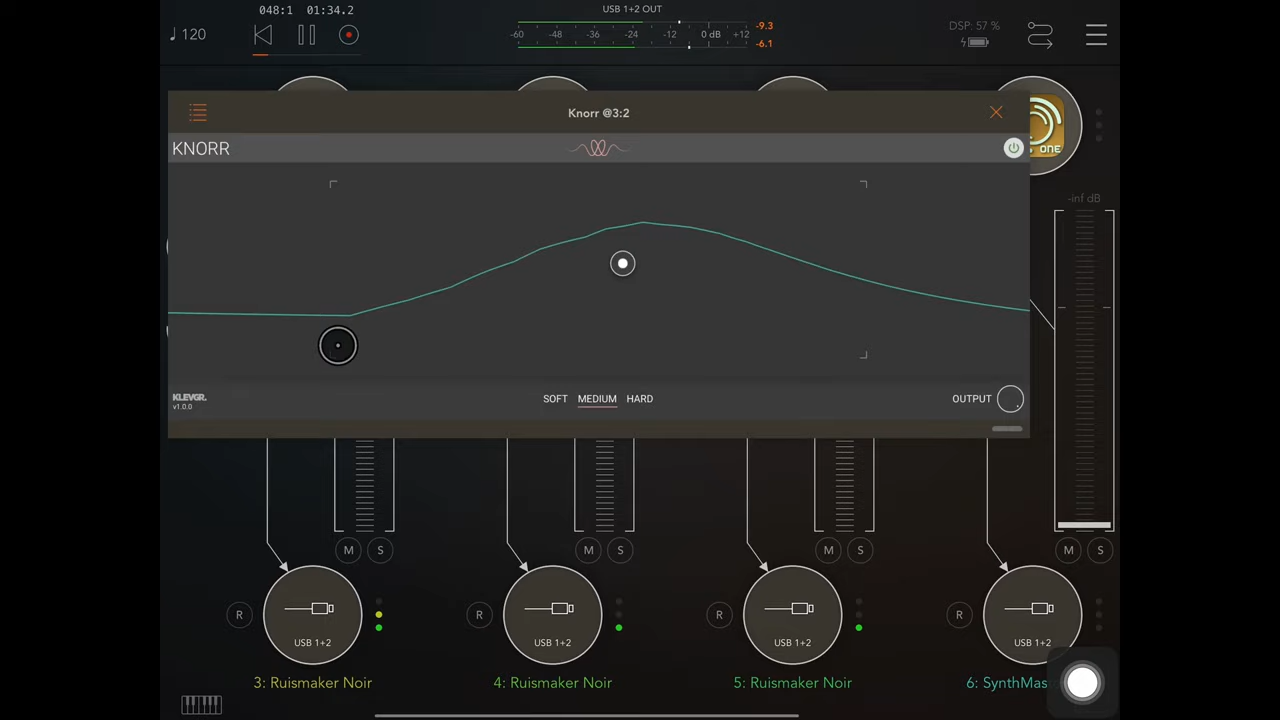 048:1 01:34.2
USB 1+2 OUT
120
-60 -48 -36 -24 -12 0 dB +12
-9.3
-6.1
DSP: 57 %
Knorr @3:2
KNORR
ONE
-inf dB
KLEVGR.
v1.0.0
SOFT MEDIUM HARD
OUTPUT
M S M S M S M S
R R R R
USB 1+2 USB 1+2 USB 1+2 USB 1+2
3: Ruismaker Noir 4: Ruismaker Noir 5: Ruismaker Noir 6: SynthMas